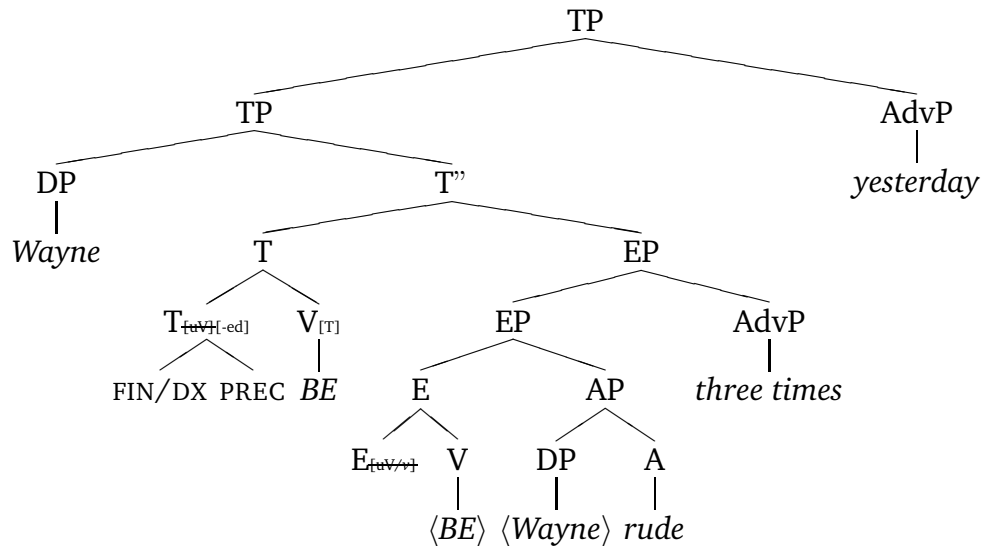 TP
TP AdvP
DP T” yesterday
Wayne T EP
T[uV][-ed] V[T] EP AdvP
FIN/DX PREC BE E AP three times
E[uV/v] V DP A
⟨BE⟩ ⟨Wayne⟩ rude